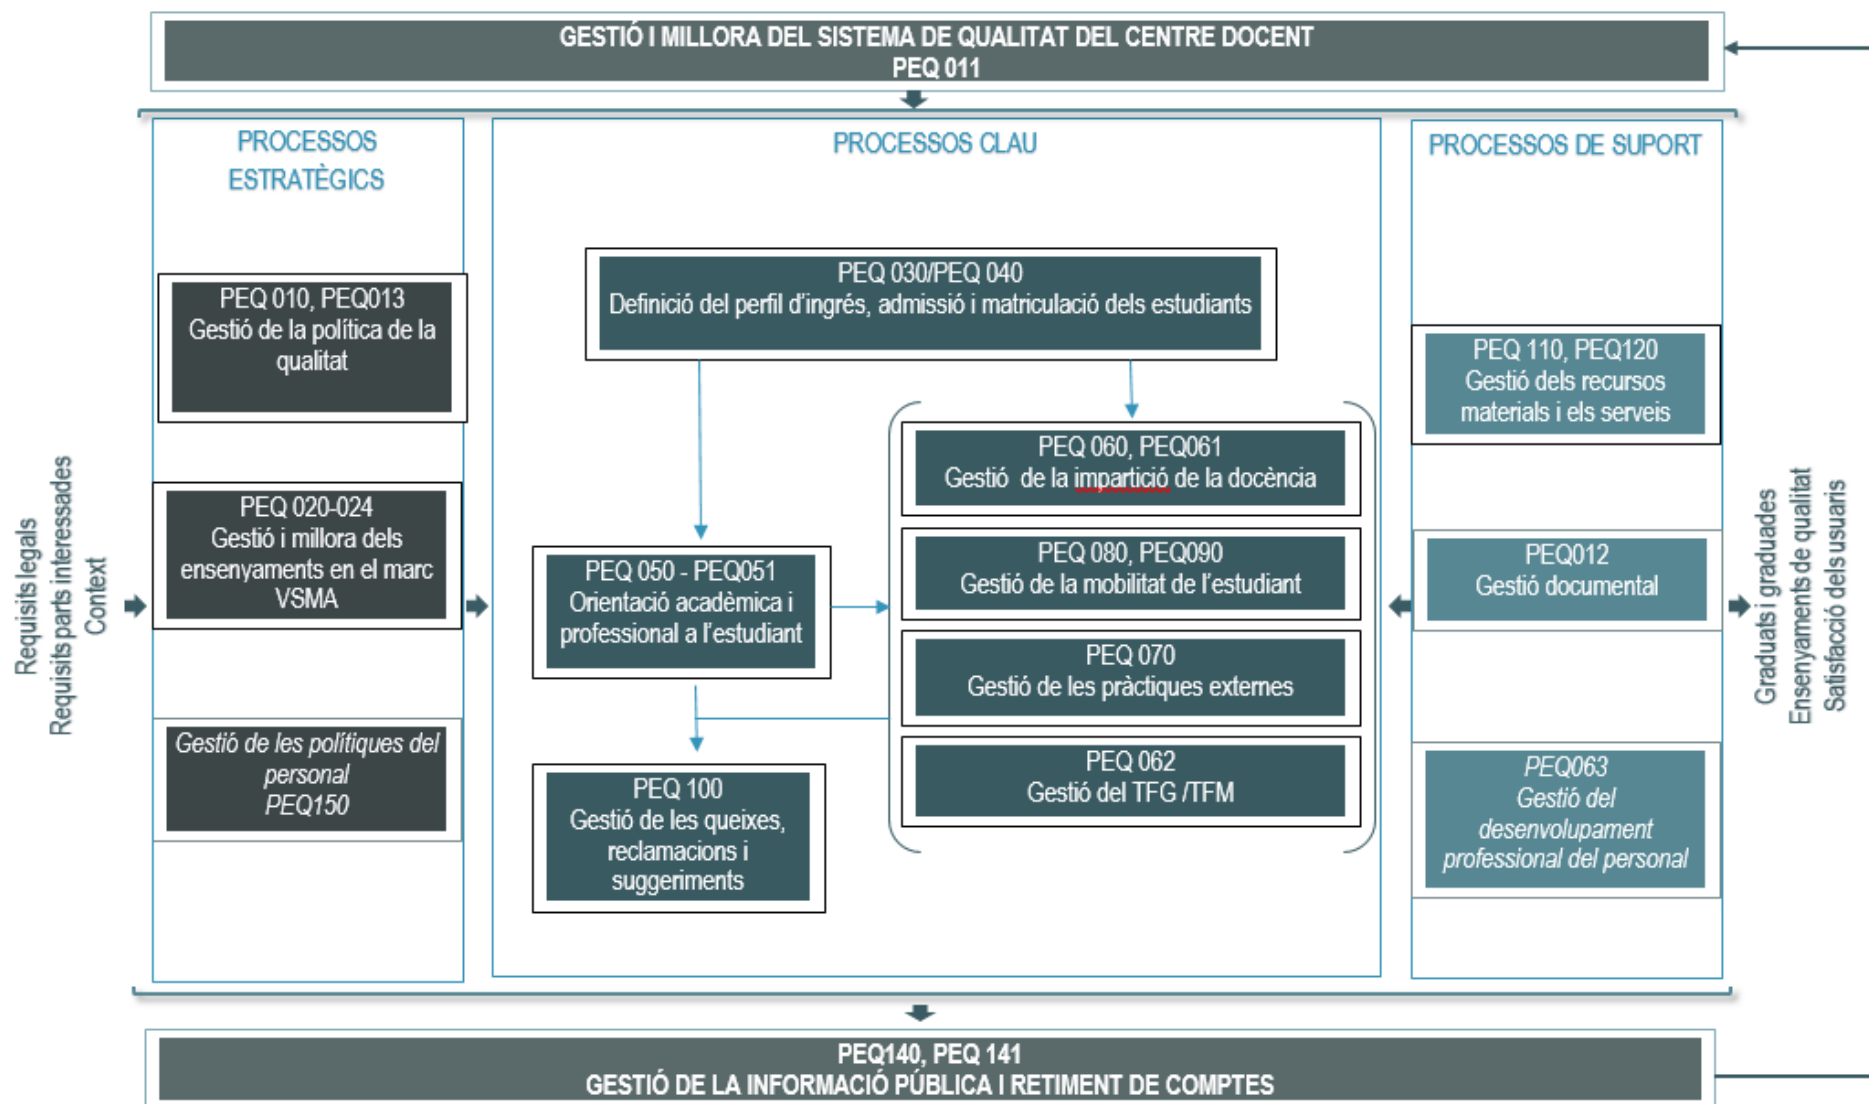 GESTIÓ I MILLORA DEL SISTEMA DE QUALITAT DEL CENTRE DOCENT
PEQ 011
Requisits legals
Requisits parts interessades
Context
PROCESSOS
ESTRATÈGICS
PEQ 010, PEQ013
Gestió de la política de la
qualitat
PEQ 020-024
Gestió i millora dels
ensenyaments en el marc
VSMA
Gestió de les polítiques del
personal
PEQ150
PROCESSOS CLAU
PEQ 030/PEQ 040
Definició del perfil d'ingrés, admissió i matriculació dels estudiants
PEQ 050 - PEQ051
Orientació acadèmica i
professional a l'estudiant
PEQ 100
Gestió de les queixes,
reclamacions i
suggeriments
PEQ 060, PEQ061
Gestió  de la impartició de la docència
PEQ 080, PEQ090
Gestió de la mobilitat de l'estudiant
PEQ 070
Gestió de les pràctiques externes
PEQ 062
Gestió del TFG /TFM
PROCESSOS DE SUPORT
PEQ 110, PEQ120
Gestió dels recursos
materials i els serveis
PEQ012
Gestió documental
PEQ063
Gestió del
desenvolupament
professional del personal
Graduats i graduades
Ensenyaments de qualitat
Satisfacció dels usuaris
PEQ140, PEQ 141
GESTIÓ DE LA INFORMACIÓ PÚBLICA I RETIMENT DE COMPTES